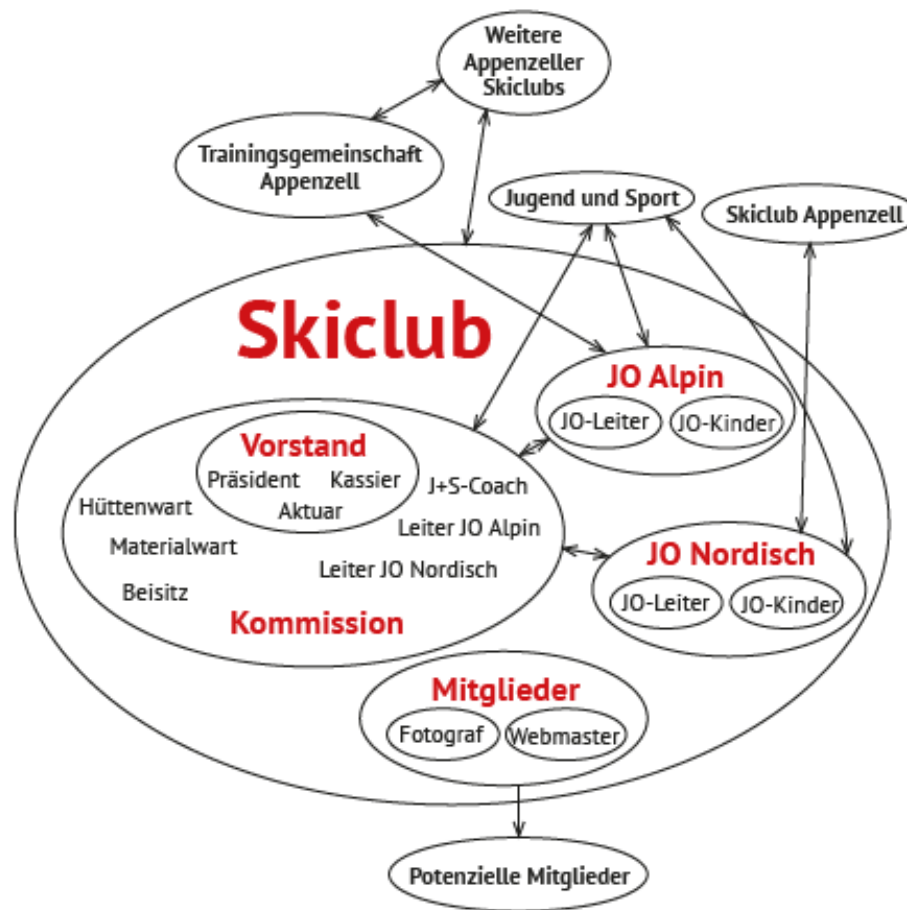 Weitere
Appenzeller
Skiclubs
Trainingsgemeinschaft
Appenzell
Jugend und Sport
Skiclub Appenzell
Skiclub
JO Alpin
JO-Leiter JO-Kinder
Vorstand
Präsident Kassier
Aktuar
J+S-Coach
Hüttenwart
Leiter JO Alpin
Materialwart
Leiter JO Nordisch
Beisitz
Kommission
JO Nordisch
JO-Leiter JO-Kinder
Mitglieder
Fotograf Webmaster
Potenzielle Mitglieder